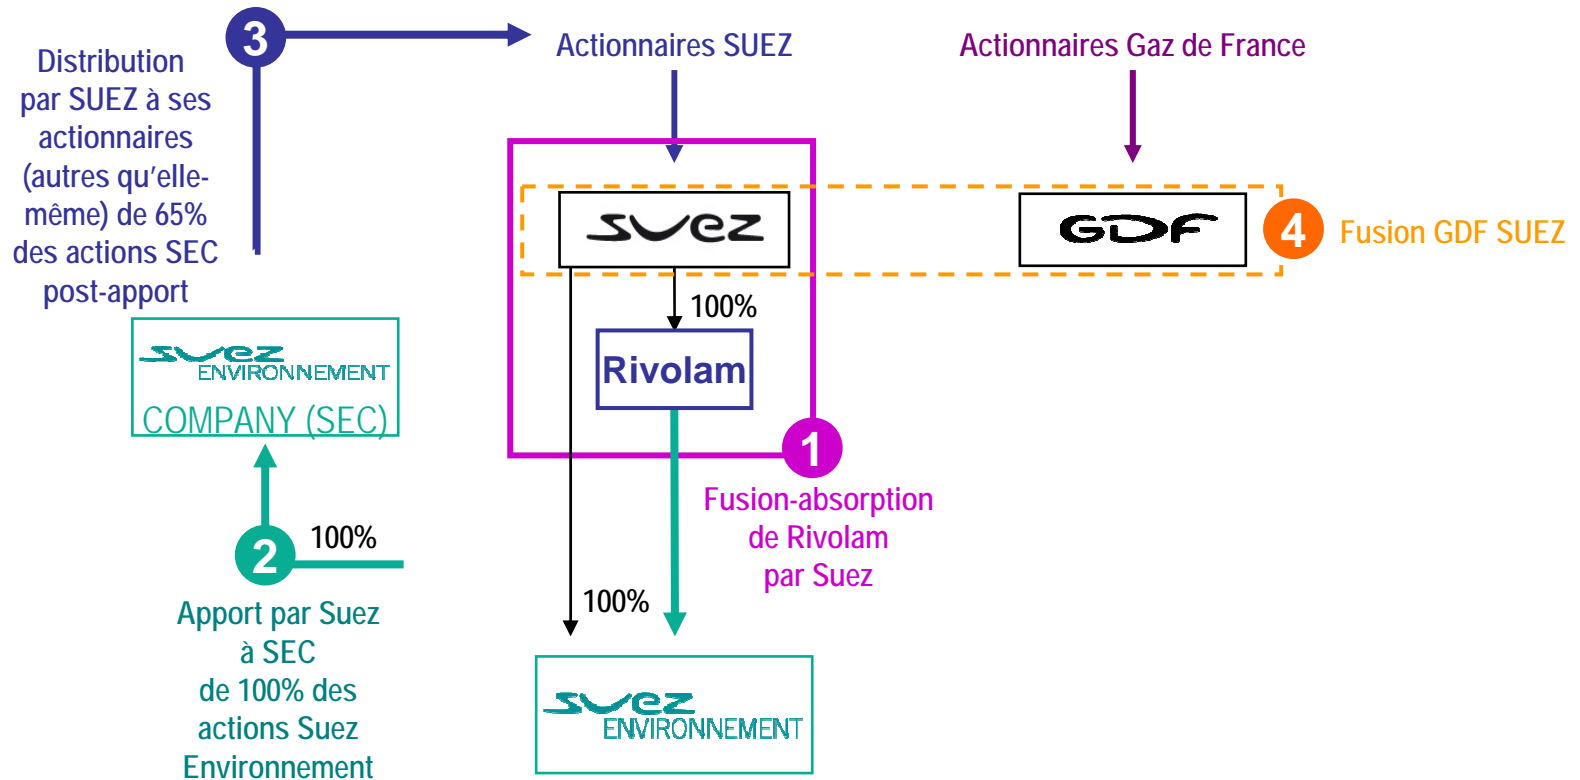 3
Distribution
par SUEZ à ses
actionnaires
(autres qu'elle-
même) de 65%
des actions SEC
post-apport
Actionnaires SUEZ
Actionnaires Gaz de France
suez
GDF
4
Fusion GDF SUEZ
100%
Rivolam
1
Fusion-absorption
de Rivolam
par Suez
suez
ENVIRONNEMENT
COMPANY (SEC)
2
100%
Apport par Suez
à SEC
de 100% des
actions Suez
Environnement
100%
suez
ENVIRONNEMENT